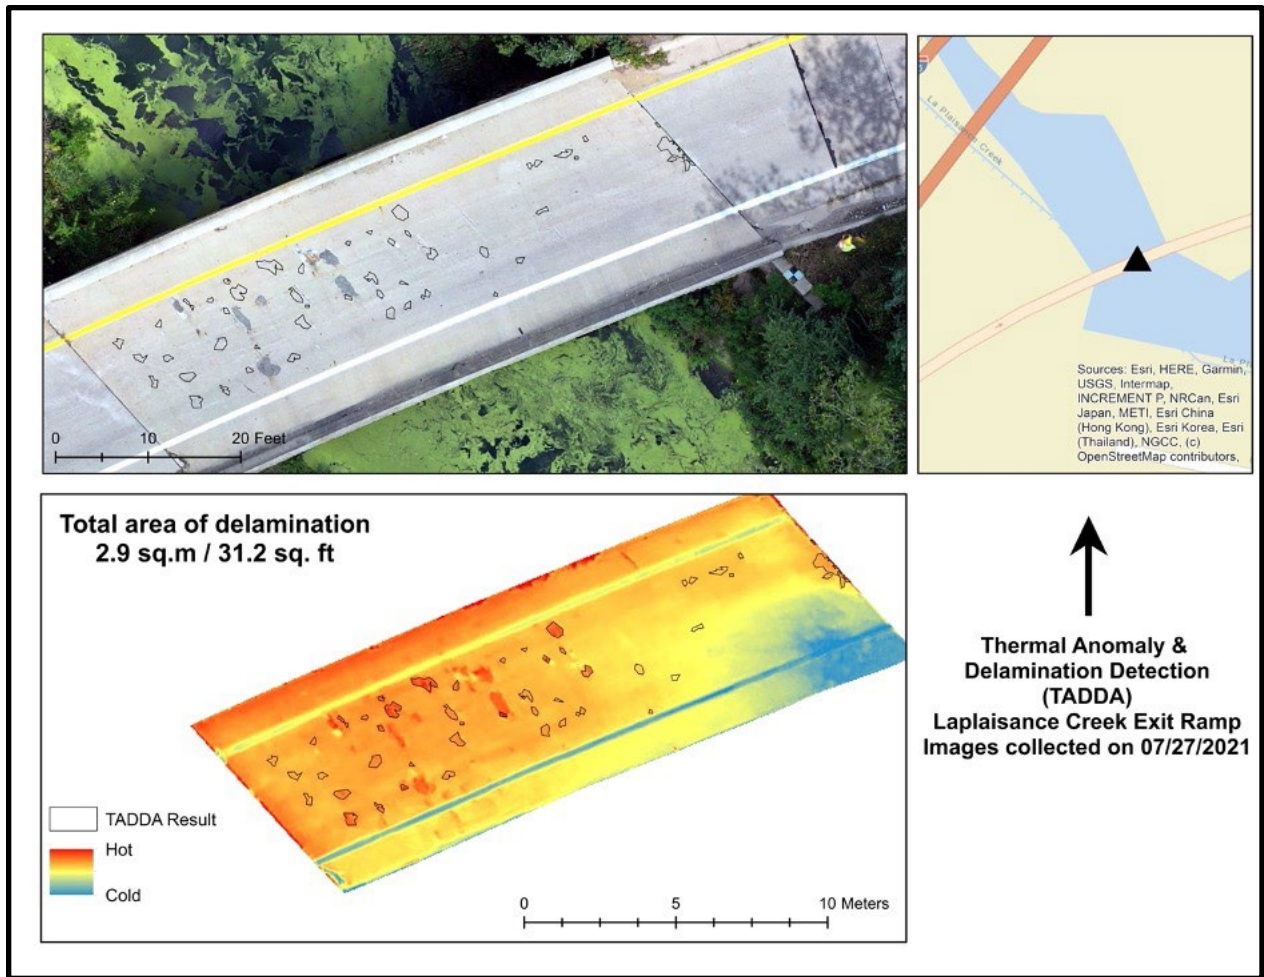 0 10 20 Feet
La Plaisance Creek
Sources: Esri, HERE, Garmin,
USGS, Intermap,
INCREMENT P, NRCan, Esri
Japan, METI, Esri China
(Hong Kong), Esri Korea, Esri
(Thailand), NGCC, (c)
OpenStreetMap contributors,
Total area of delamination
2.9 sq.m / 31.2 sq. ft
TADDA Result
Hot
Cold
0 5 10 Meters
Thermal Anomaly &
Delamination Detection
(TADDA)
Laplaisance Creek Exit Ramp
Images collected on 07/27/2021